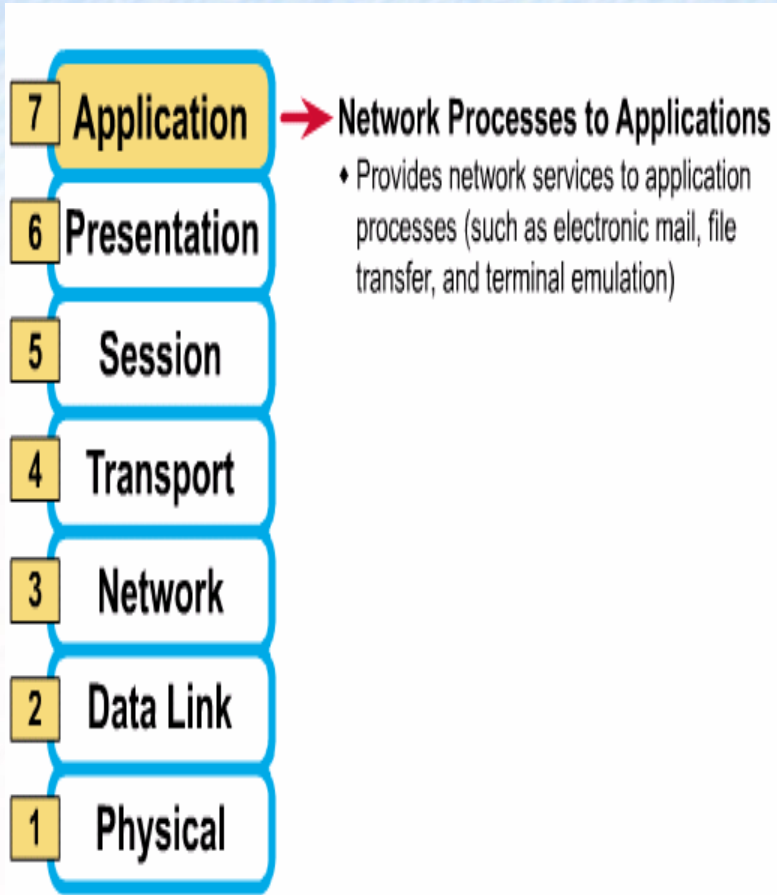 7 Application
Network Processes to Applications
♦ Provides network services to application
processes (such as electronic mail, file
transfer, and terminal emulation)
6 Presentation
5 Session
4 Transport
3 Network
2 Data Link
1 Physical